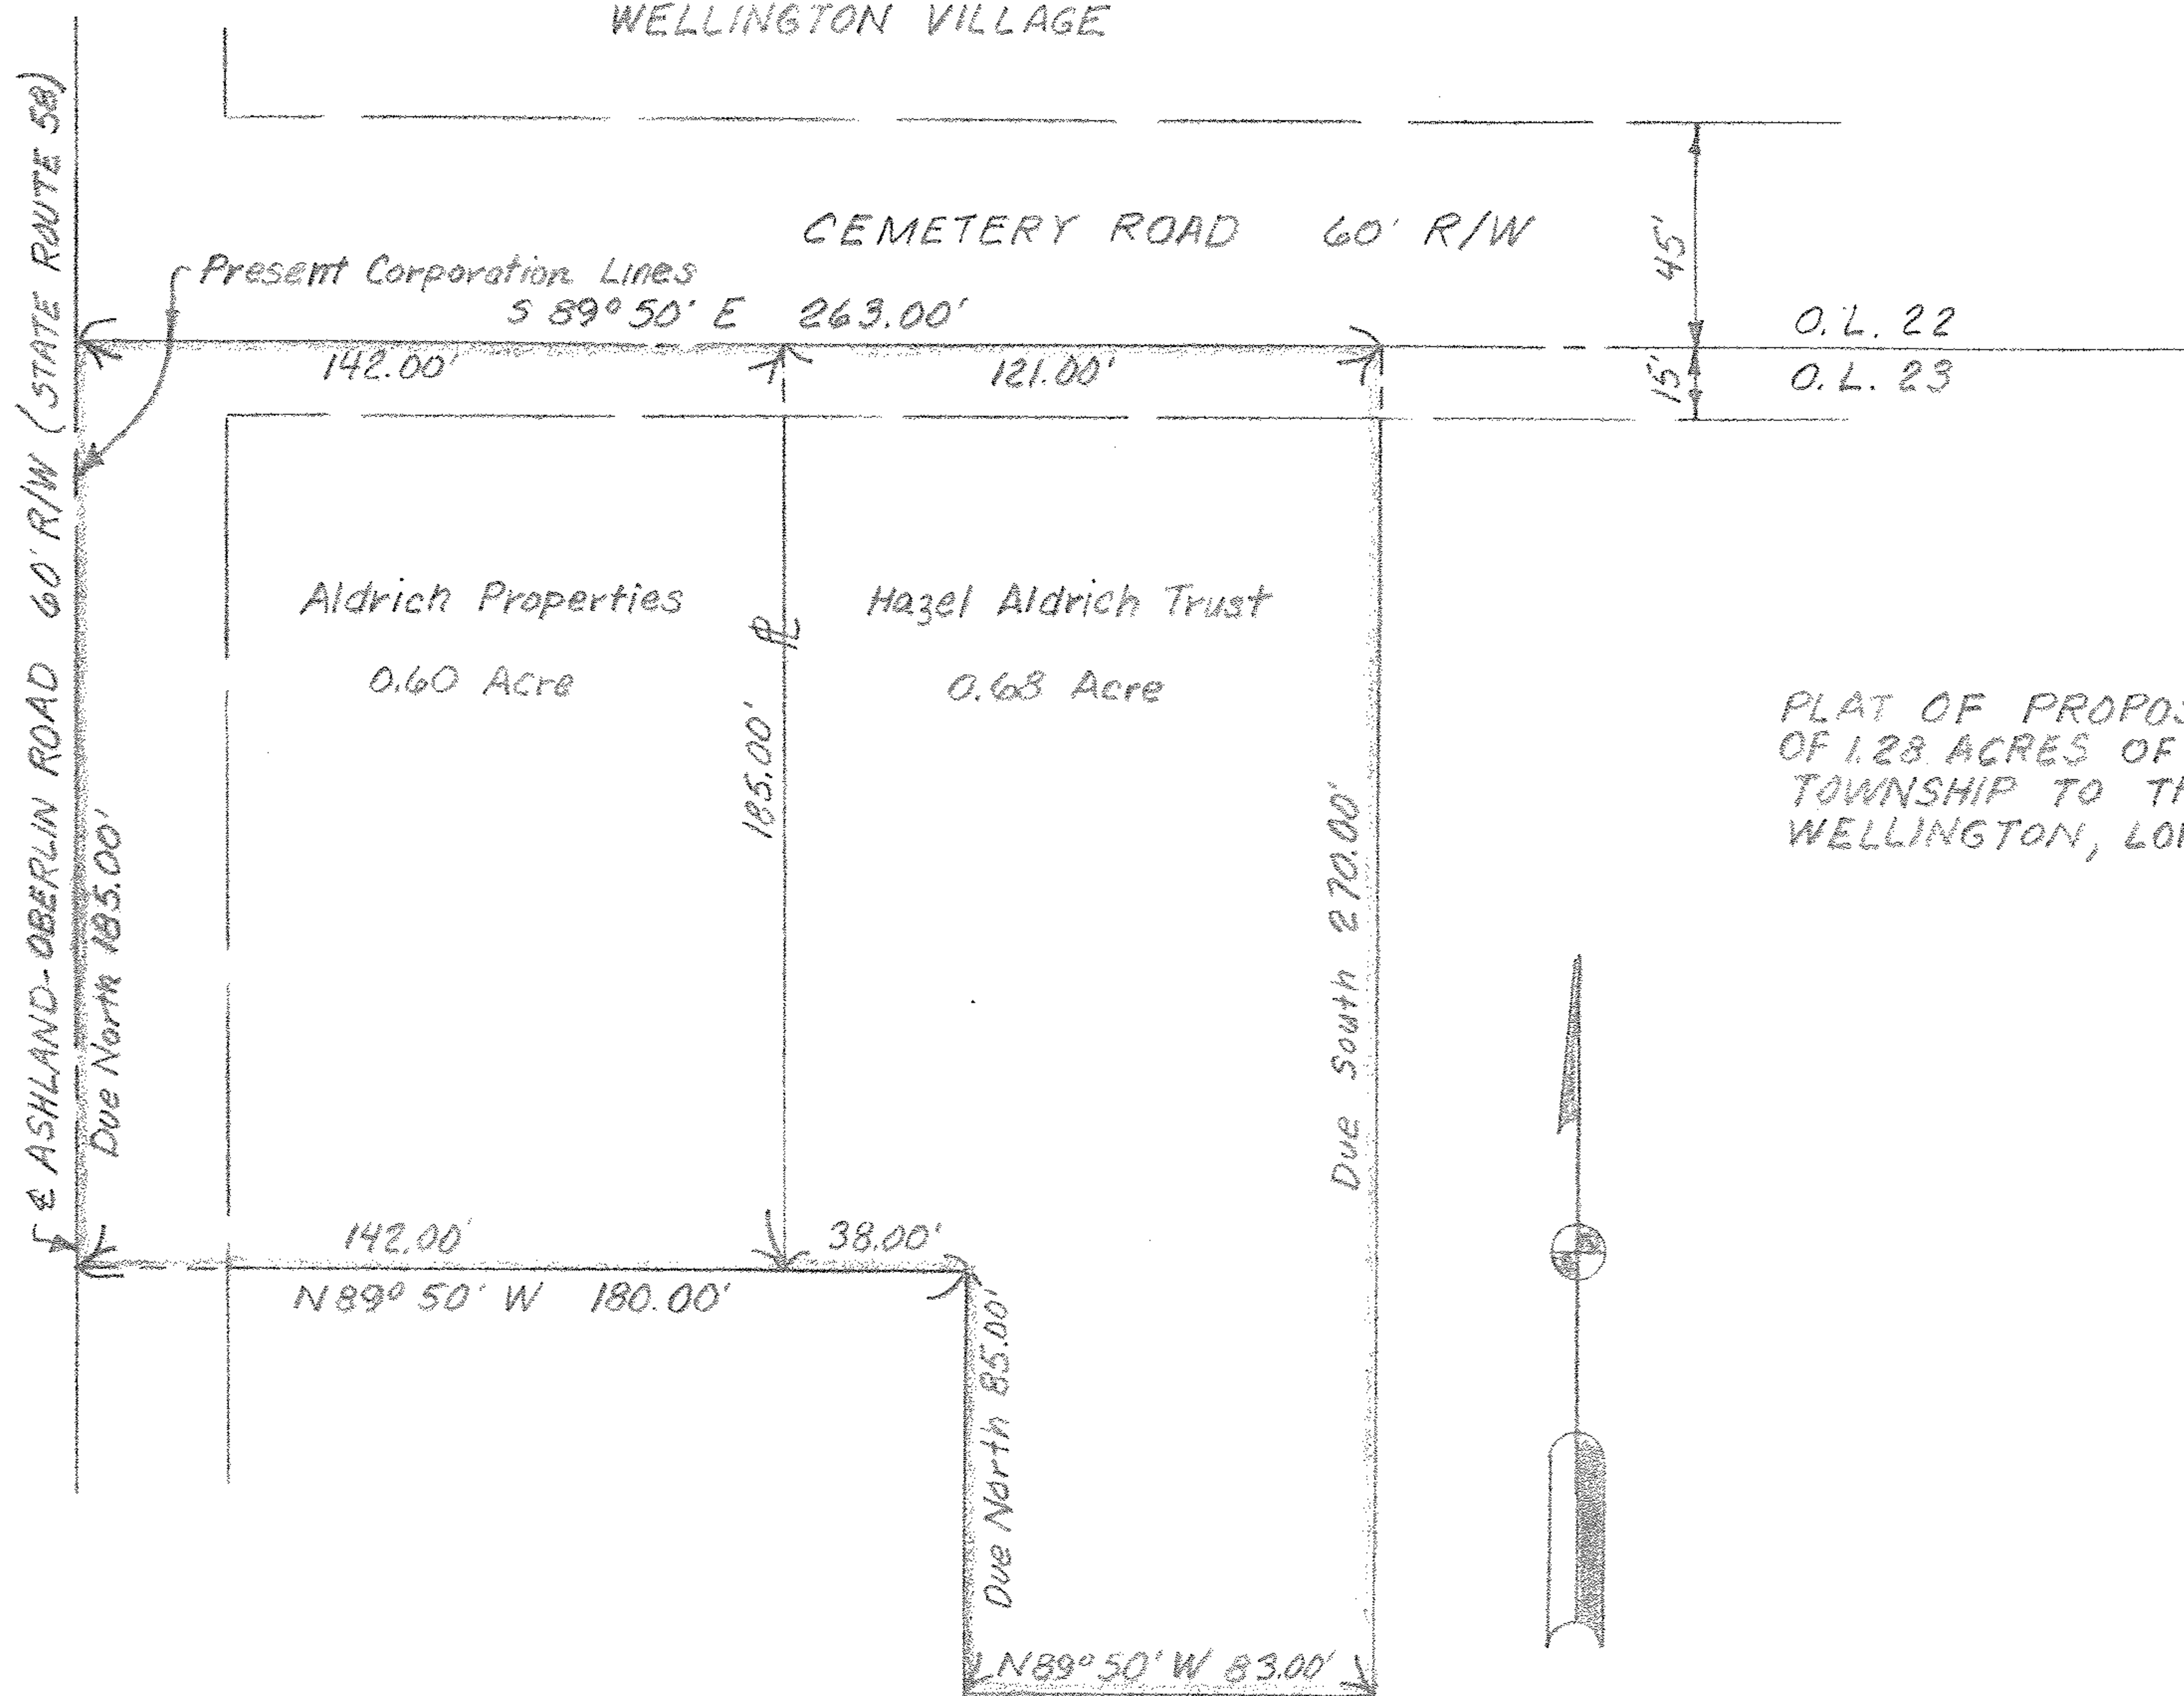 WELLINGTON VILLAGE
℄ ASHLAND-OBERLIN ROAD 60' R/W (STATE ROUTE 58)
CEMETERY ROAD 60' R/W
45'
Present Corporation Lines
S 89° 50' E 263.00'
142.00'
121.00'
O.L. 22
15'
O.L. 23
Aldrich Properties
0.60 Acre
PL
Hazel Aldrich Trust
0.68 Acre
185.00'
Due North 185.00'
Due South 270.00'
PLAT OF PROPOS
OF 1.28 ACRES OF
TOWNSHIP TO TH
WELLINGTON, LOR
142.00'
38.00'
N 89° 50' W 180.00'
Due North 85.00'
N 89° 50' W 83.00'